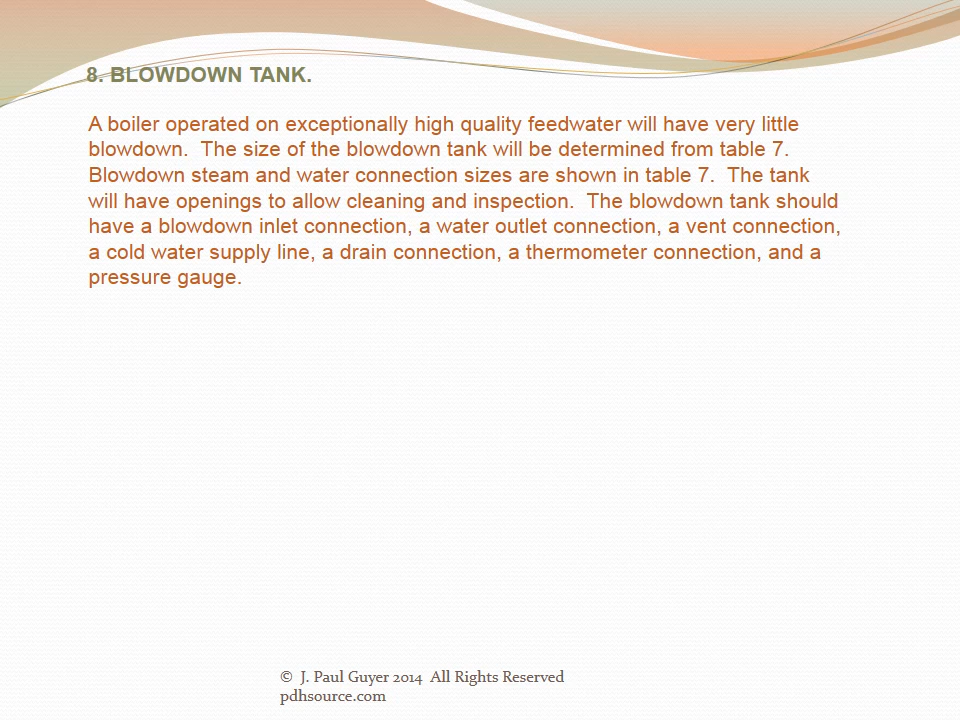 8. BLOWDOWN TANK.
A boiler operated on exceptionally high quality feedwater will have very little
blowdown.  The size of the blowdown tank will be determined from table 7.
Blowdown steam and water connection sizes are shown in table 7.  The tank
will have openings to allow cleaning and inspection.  The blowdown tank should
have a blowdown inlet connection, a water outlet connection, a vent connection,
a cold water supply line, a drain connection, a thermometer connection, and a
pressure gauge.
©  J. Paul Guyer 2014  All Rights Reserved
pdhsource.com